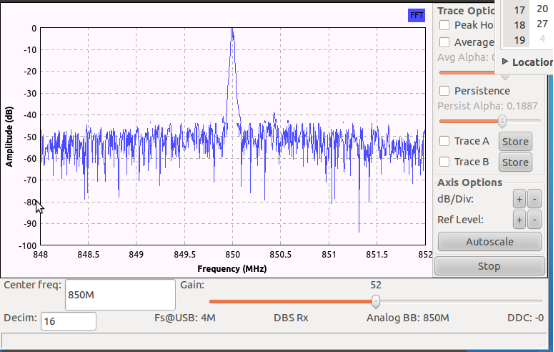 FFT
0
-10
-20
-30
-40
-50
-60
-70
-80
-90
-100
Amplitude (dB)
848 848.5 849 849.5 850 850.5 851 851.5 852
Frequency (MHz)
Trace Optio
Peak Ho
Average
Avg Alpha:
Persistence
Persist Alpha: 0.1887
Trace A Store
Trace B Store
Axis Options
dB/Div: + -
Ref Level: + -
Autoscale
Stop
17 20
18 27
19 4
Location
Center freq: 850M Gain: 52
Decim: 16 Fs@USB: 4M DBS Rx Analog BB: 850M DDC: -0